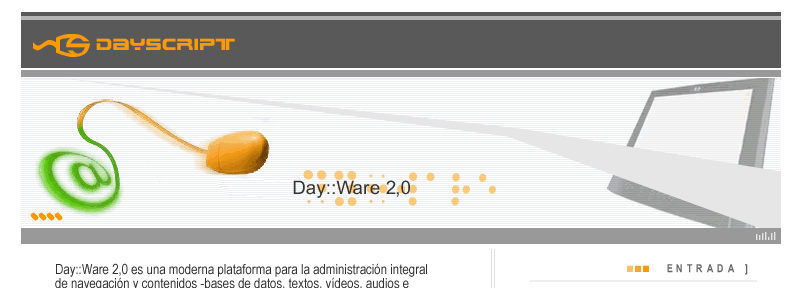 DAYSCRIPT
@
Day::Ware 2,0
Day::Ware 2,0 es una moderna plataforma para la administración integral
de navegación y contenidos -bases de datos, textos, vídeos, audios e
ENTRADA ]